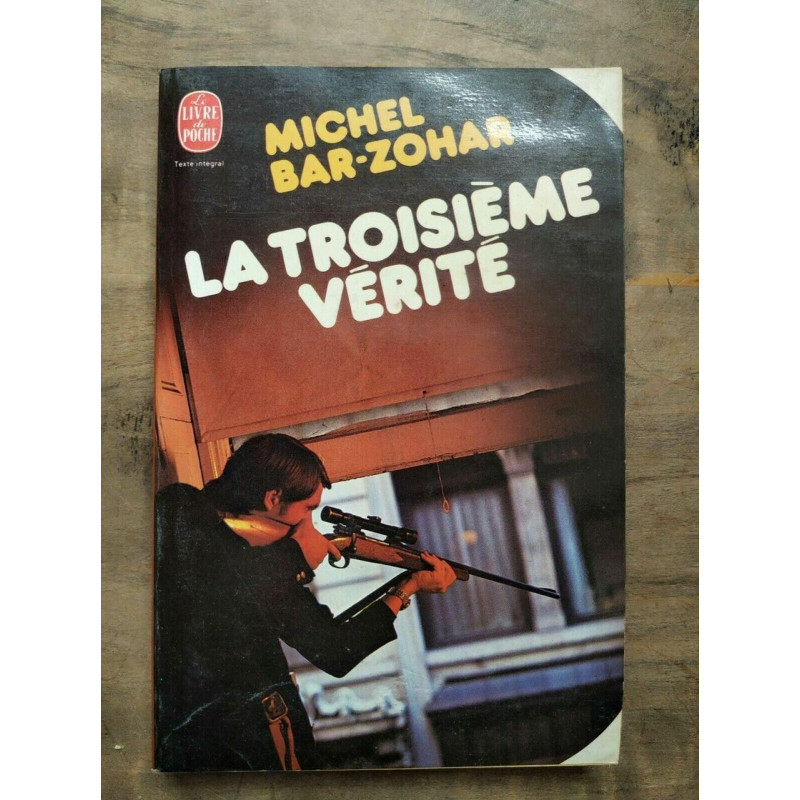 Le
LIVRE
de
POCHE
Texte intégral
MICHEL
BAR-ZOHAR
LA TROISIÈME
VÉRITÉ